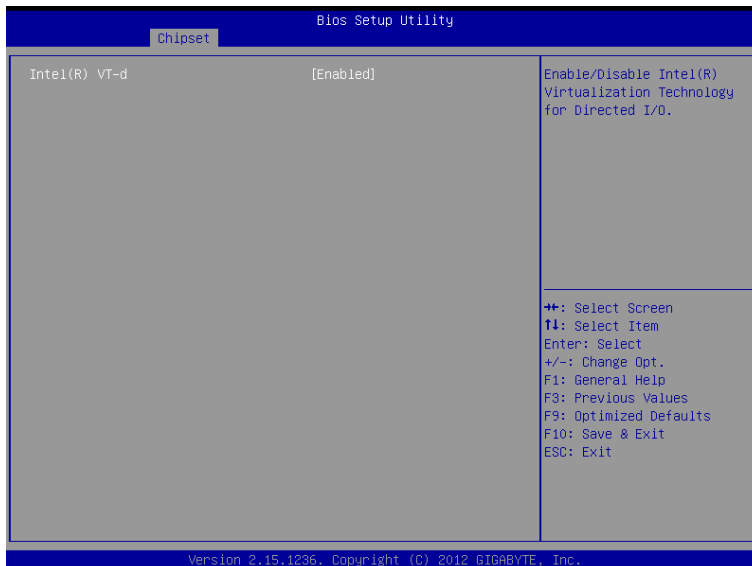 Bios Setup Utility
Chipset
Intel(R) VT-d [Enabled]
Enable/Disable Intel(R)
Virtualization Technology
for Directed I/O.
→←: Select Screen
↑↓: Select Item
Enter: Select
+/-: Change Opt.
F1: General Help
F3: Previous Values
F9: Optimized Defaults
F10: Save & Exit
ESC: Exit
Version 2.15.1236. Copyright (C) 2012 GIGABYTE, Inc.